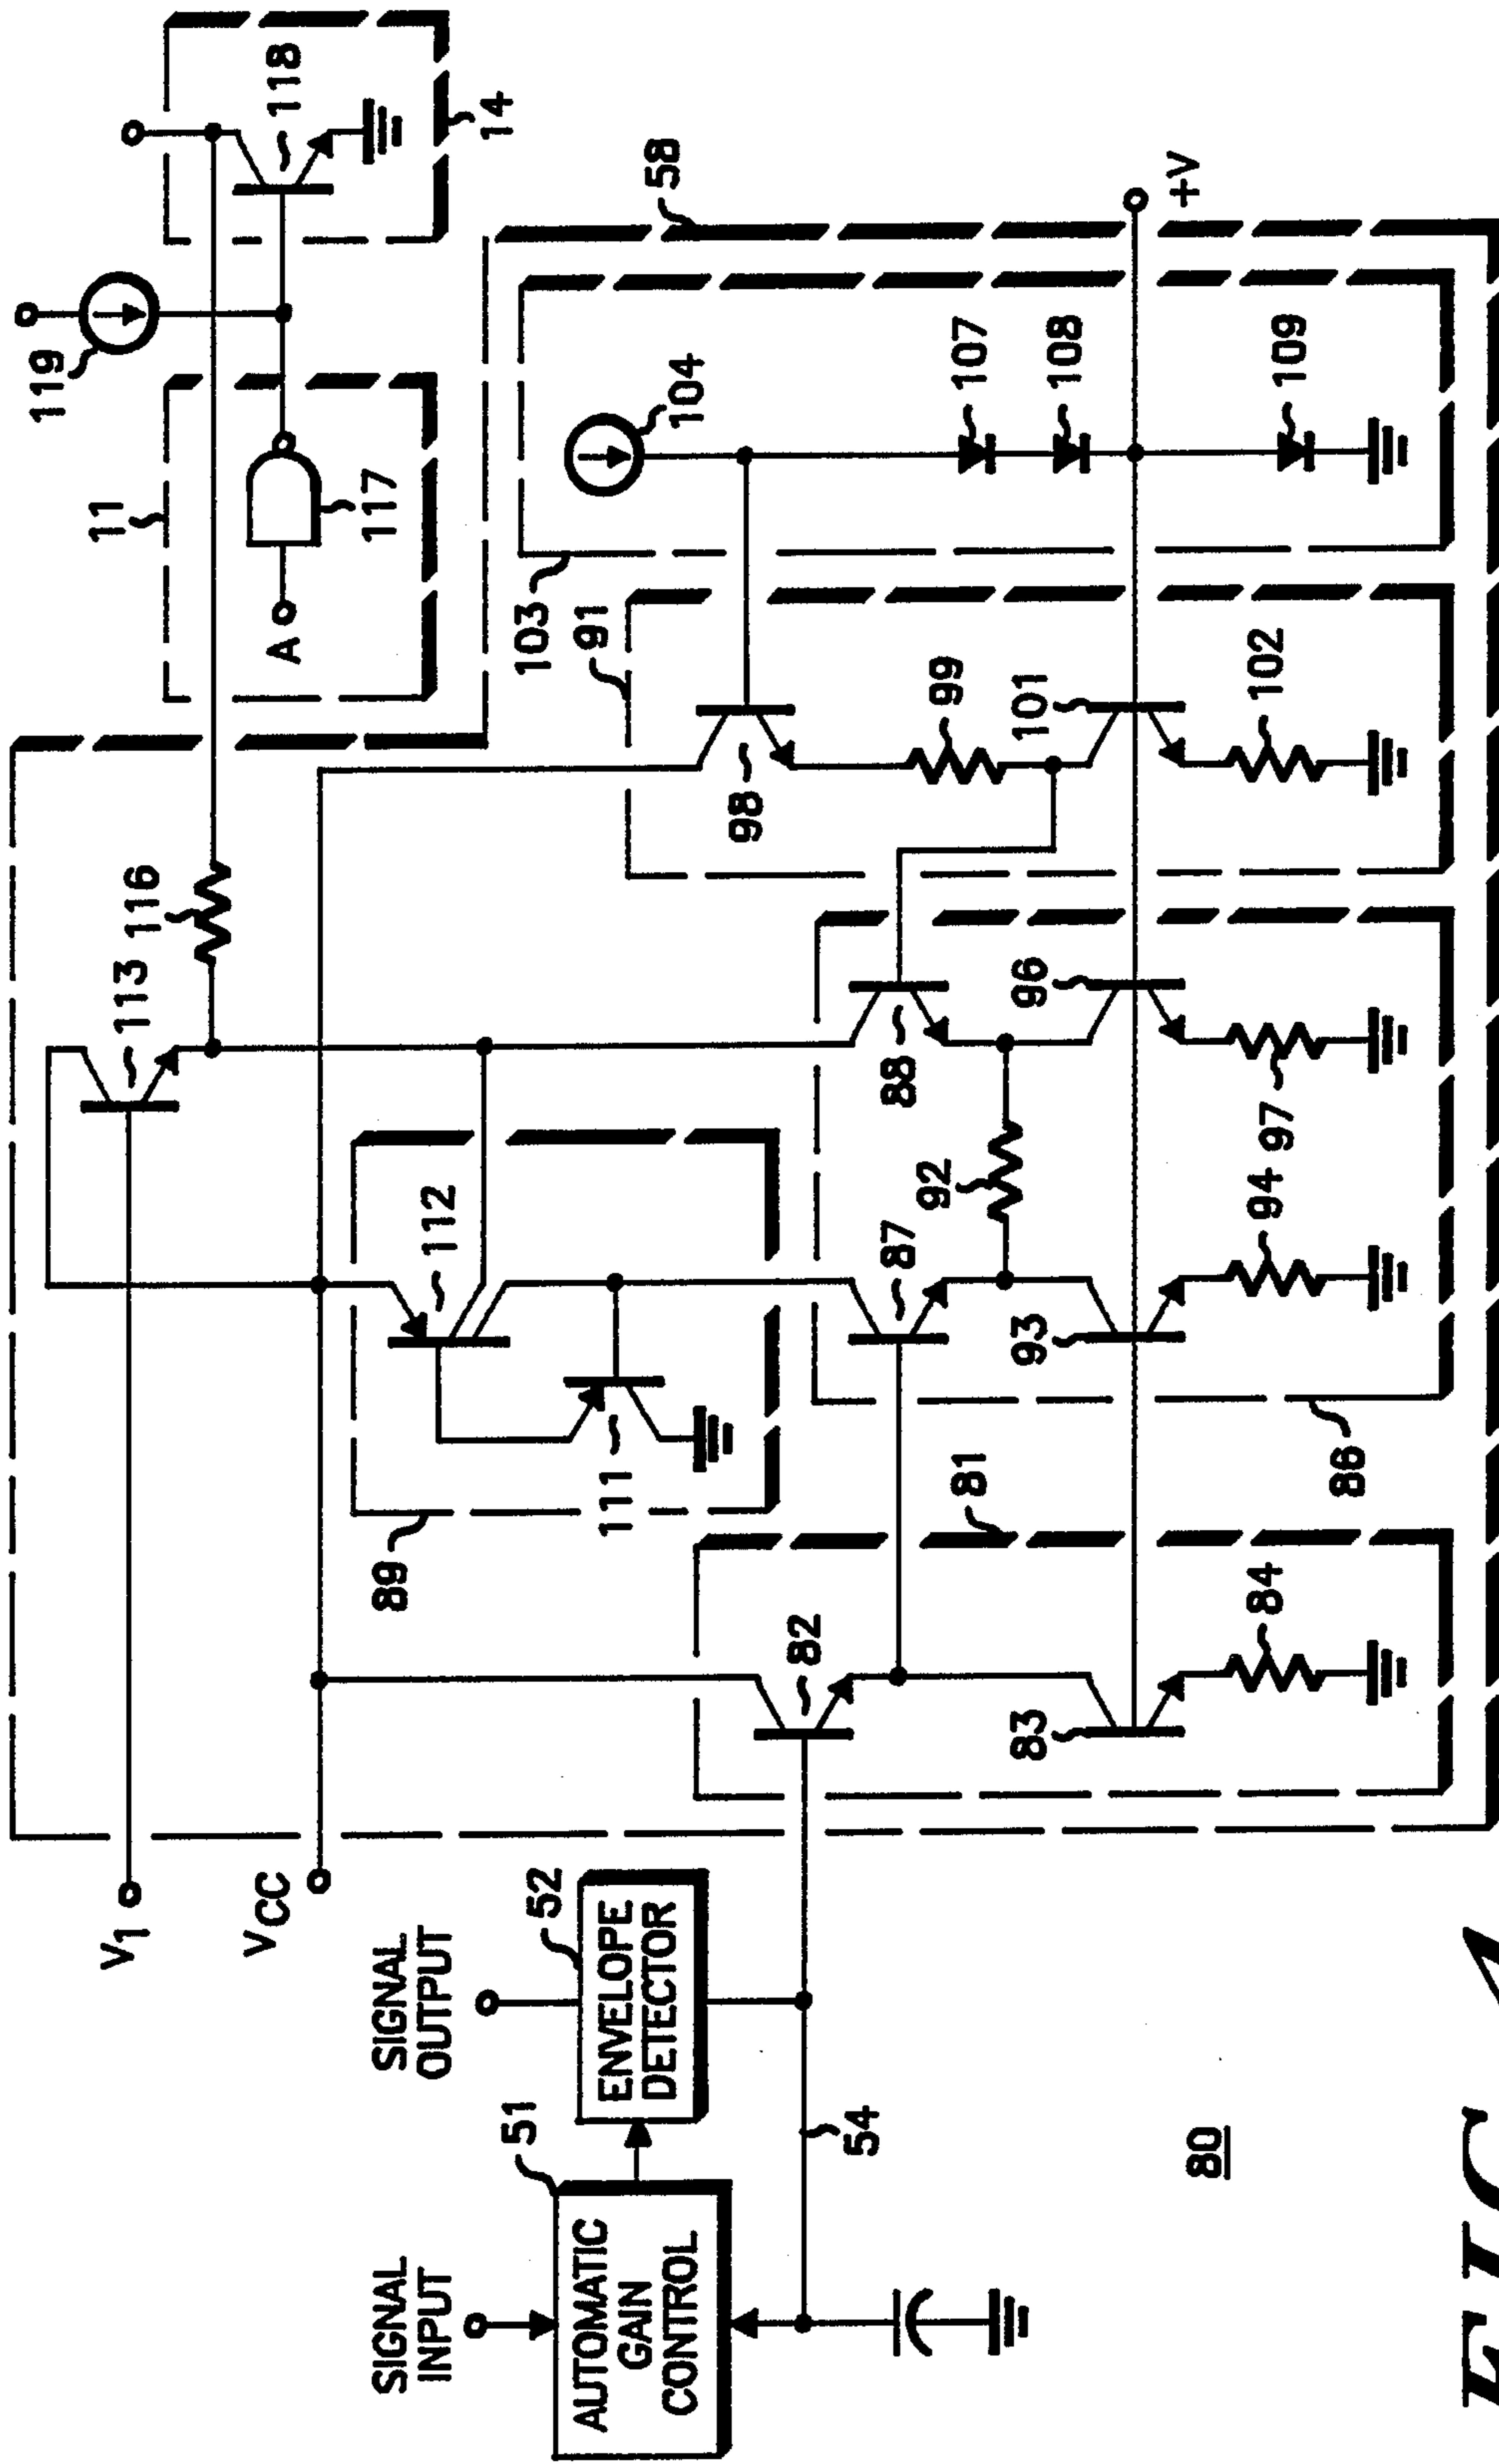 119
11
A
117
118
14
V1
113
116
VCC
58
SIGNAL
OUTPUT
52
ENVELOPE
DETECTOR
89
112
111
103
91
104
107
108
109
98
99
101
102
+V
SIGNAL
INPUT
51
AUTOMATIC
GAIN
CONTROL
54
81
82
83
84
87
88
92
93
94
96
97
86
80